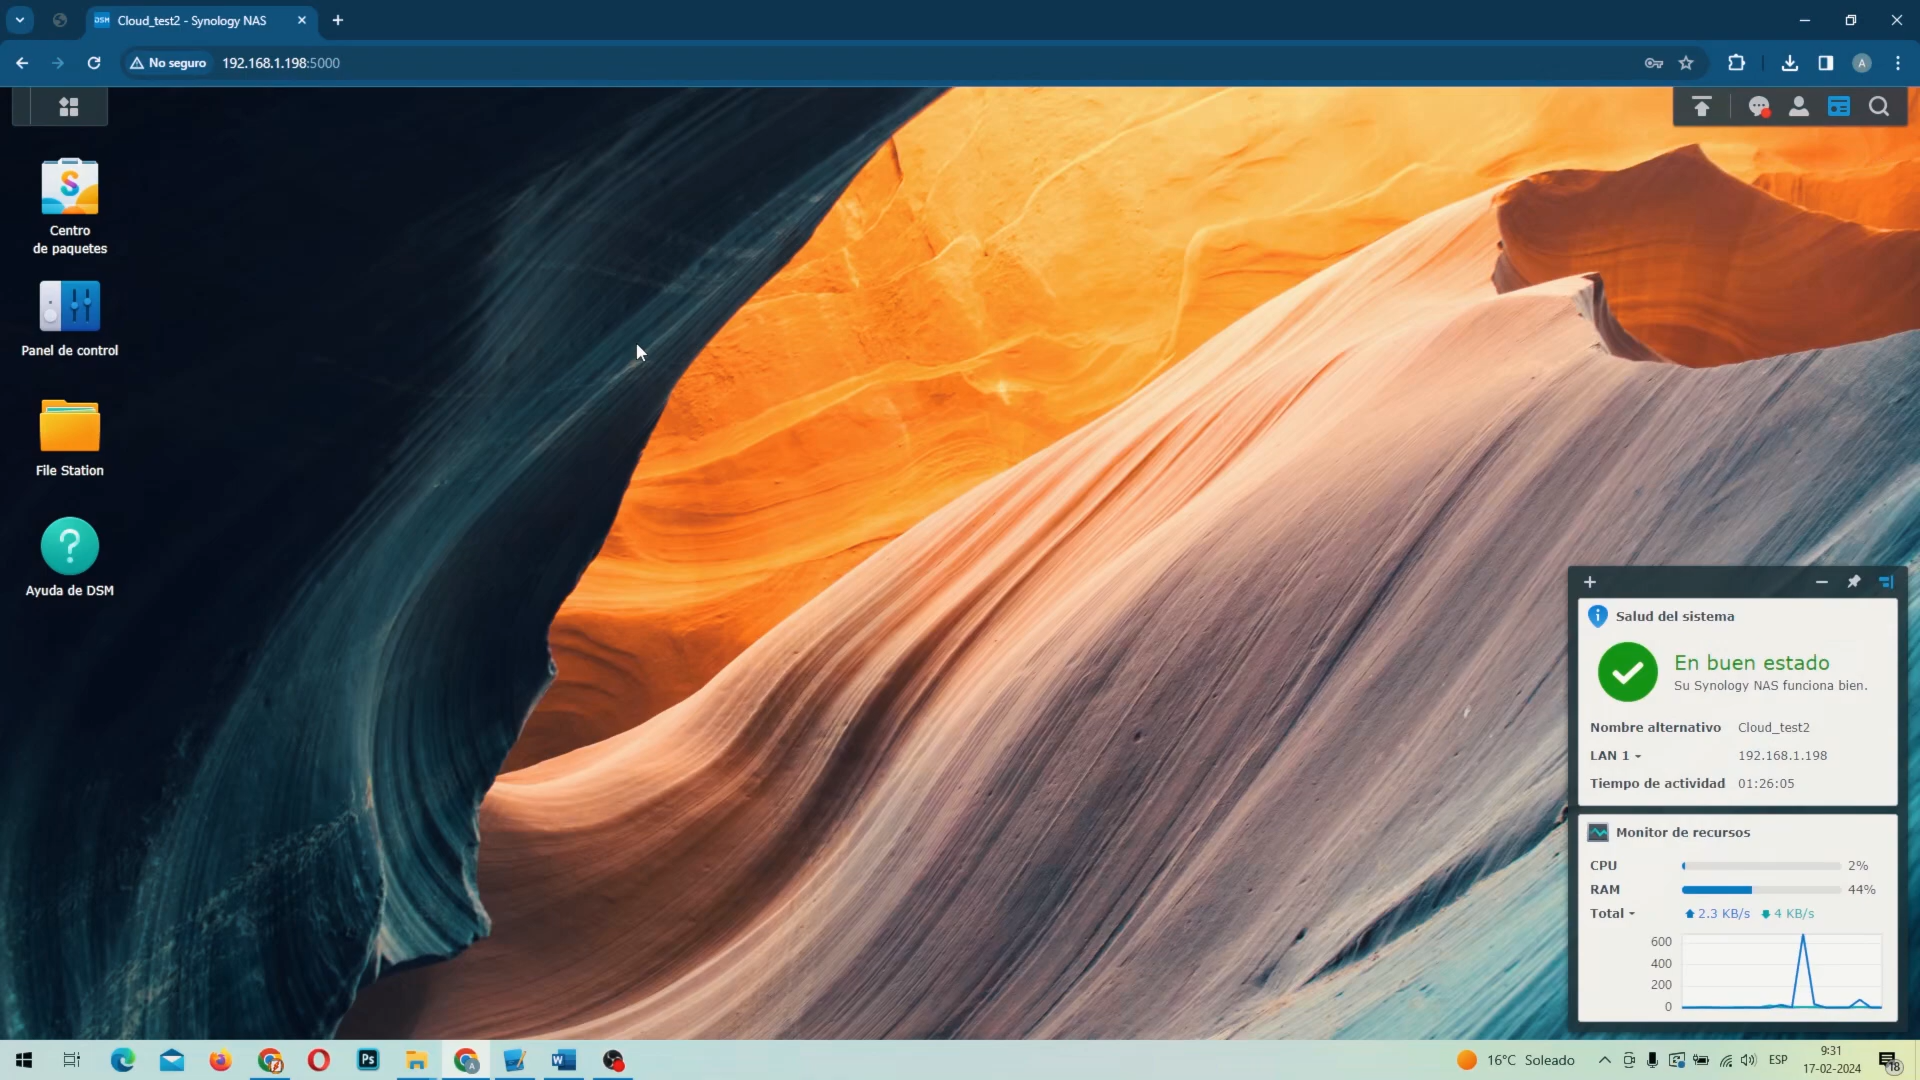 DSM Cloud_test2 - Synology NAS
No seguro 192.168.1.198:5000
A
S
Centro
de paquetes
Panel de control
File Station
?
Ayuda de DSM
Salud del sistema
En buen estado
Su Synology NAS funciona bien.
Nombre alternativo Cloud_test2
LAN 1 192.168.1.198
Tiempo de actividad 01:26:05
Monitor de recursos
CPU 2%
RAM 44%
Total 2.3 KB/s 4 KB/s
600
400
200
0
Ps
A
W
16°C Soleado
ESP
9:31
17-02-2024
18